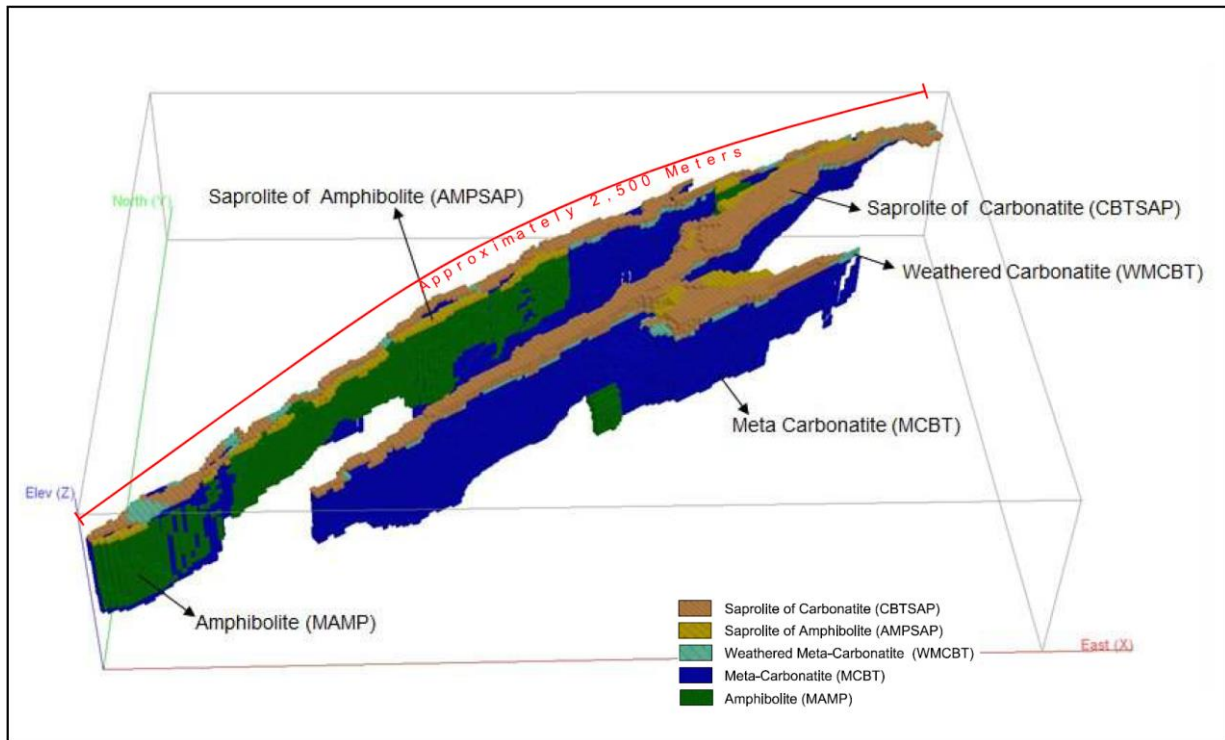 North (Y)
Saprolite of Amphibolite (AMPSAP)
Approximately 2,500 Meters
Saprolite of Carbonatite (CBTSAP)
Weathered Carbonatite (WMCBT)
Meta Carbonatite (MCBT)
Elev (Z)
Amphibolite (MAMP)
Saprolite of Carbonatite (CBTSAP)
Saprolite of Amphibolite (AMPSAP)
Weathered Meta-Carbonatite (WMCBT)
Meta-Carbonatite (MCBT)
Amphibolite (MAMP)
East (X)